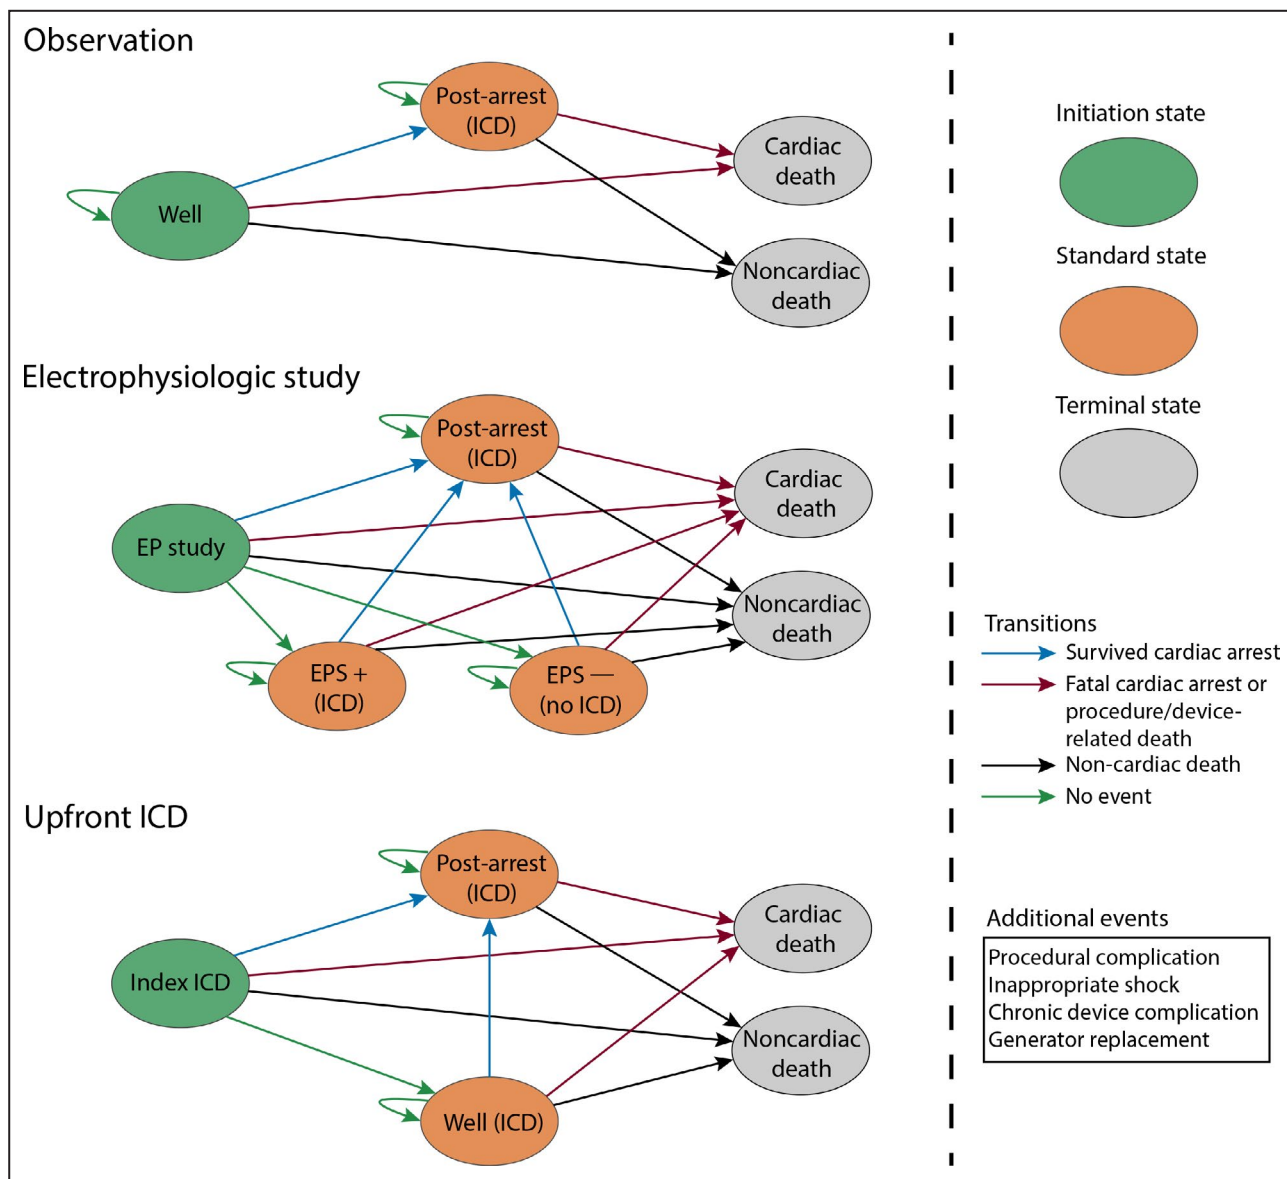 Observation
Post-arrest
(ICD)
Well
Cardiac
death
Noncardiac
death
Electrophysiologic study
Post-arrest
(ICD)
EP study
Cardiac
death
Noncardiac
death
EPS +
(ICD)
EPS —
(no ICD)
Upfront ICD
Post-arrest
(ICD)
Index ICD
Cardiac
death
Noncardiac
death
Well (ICD)
Initiation state
Standard state
Terminal state
Transitions
Survived cardiac arrest
Fatal cardiac arrest or
procedure/device-
related death
Non-cardiac death
No event
Additional events
Procedural complication
Inappropriate shock
Chronic device complication
Generator replacement